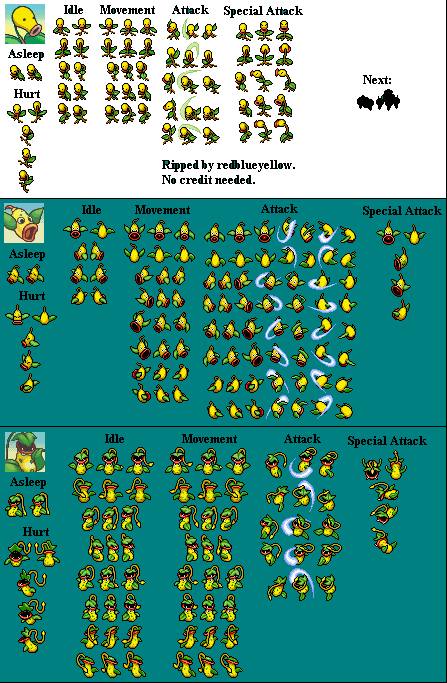 Idle
Movement
Attack
Special Attack
Asleep
Hurt
Next:
Ripped by redblueyellow.
No credit needed.
Idle
Movement
Attack
Special Attack
Asleep
Hurt
Idle
Movement
Attack
Special Attack
Asleep
Hurt